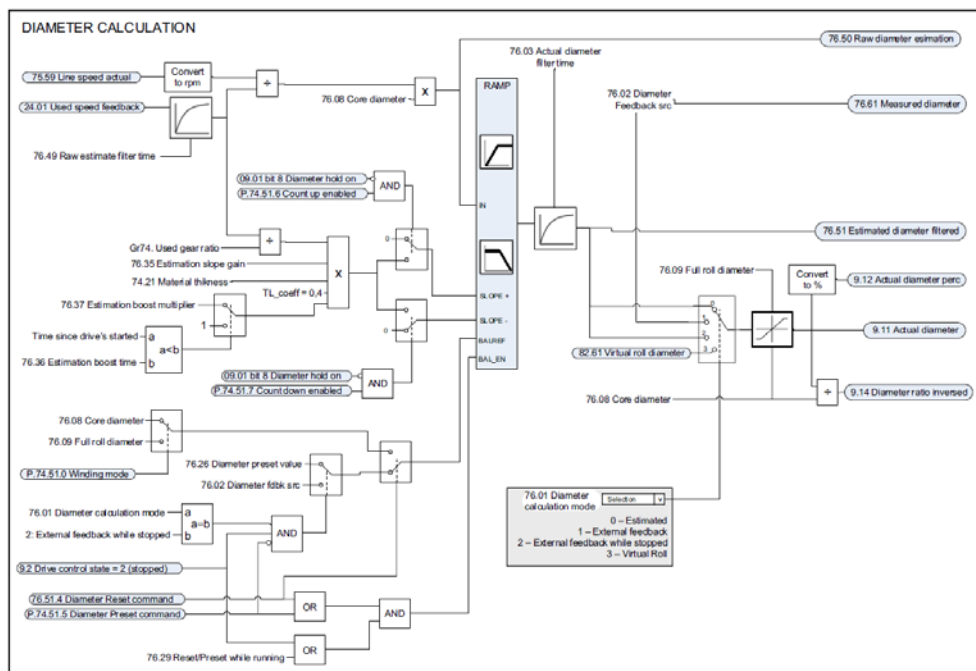 DIAMETER CALCULATION
76.50 Raw diameter esimation
76.03 Actual diameter
filter time
75.59 Line speed actual
Convert
to rpm
÷
76.08 Core diameter
X
RAMP
76.02 Diameter
Feedback src
76.61 Measured diameter
24.01 Used speed feedback
76.49 Raw estimate filter time
09.01 bit 8 Diameter hold on
P.74.51.6 Count up enabled
AND
IN
0
Gr74. Used gear ratio
÷
76.35 Estimation slope gain
74.21 Material thikness
TL_coeff = 0,4
X
76.51 Estimated diameter filtered
76.09 Full roll diameter
Convert
to %
9.12 Actual diameter perc
76.37 Estimation boost multiplier
1
SLOPE +
0
SLOPE -
0
1
2
3
9.11 Actual diameter
Time since drive's started
a
a<b
b
76.36 Estimation boost time
BALREF
BAL_EN
82.61 Virtual roll diameter
09.01 bit 8 Diameter hold on
P.74.51.7 Count down enabled
AND
76.08 Core diameter
÷
9.14 Diameter ratio inversed
76.08 Core diameter
76.09 Full roll diameter
P.74.51.0 Winding mode
76.26 Diameter preset value
76.02 Diameter fdbk src
76.01 Diameter calculation mode
a
a=b
b
2: External feedback while stopped
AND
76.01 Diameter
calculation mode
Selection
v
0 – Estimated
1 – External feedback
2 – External feedback while stopped
3 – Virtual Roll
9.2 Drive control state = 2 (stopped)
76.51.4 Diameter Reset command
P.74.51.5 Diameter Preset command
OR
AND
OR
76.29 Reset/Preset while running